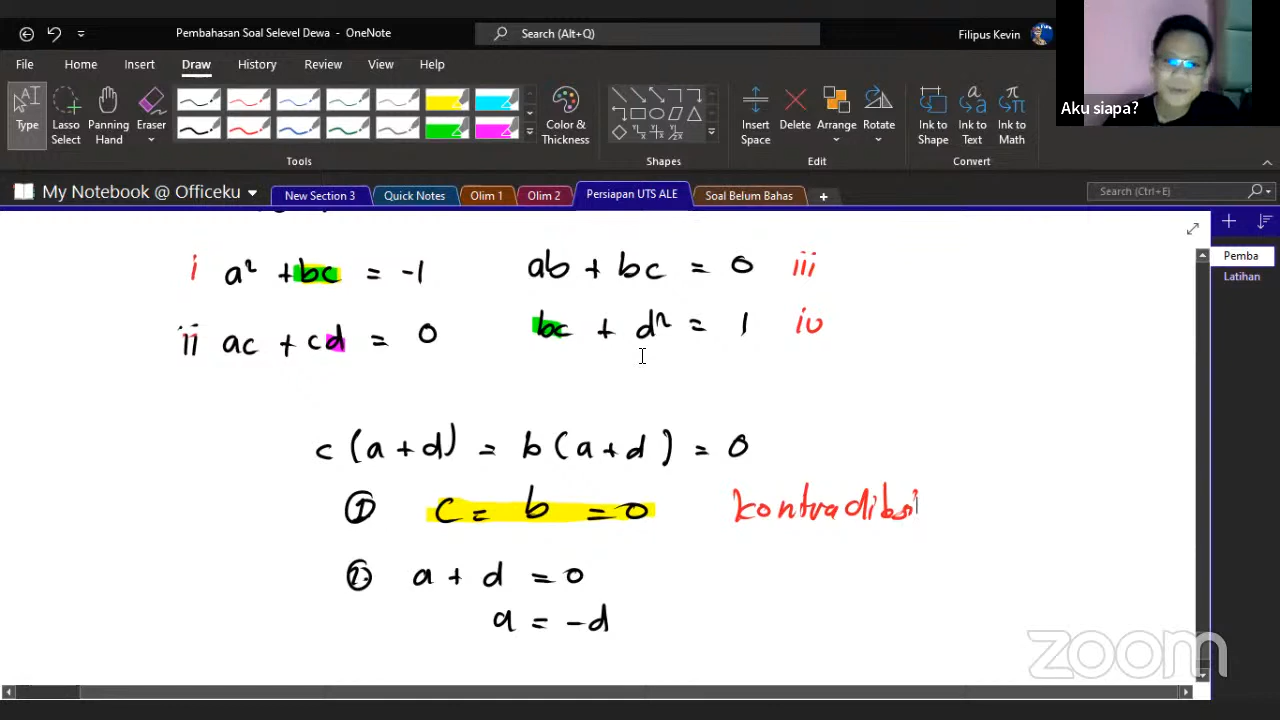 Pembahasan Soal Selevel Dewa - OneNote
Search (Alt+Q)
Filipus Kevin
File Home Insert Draw History Review View Help
Aku siapa?
Type
Lasso Select
Panning Hand
Eraser
Color & Thickness
Insert Space
Delete
Arrange
Rotate
Ink to Shape
Ink to Text
Ink to Math
Tools
Shapes
Edit
Convert
My Notebook @ Officeku
New Section 3
Quick Notes
Olim 1
Olim 2
Persiapan UTS ALE
Soal Belum Bahas
Search (Ctrl+E)
Pemba
Latihan
i a² + bc = -1
ab + bc = 0 iii
ii ac + cd = 0
bc + d² = 1 iv
c (a + d) = b (a + d) = 0
① c = b = 0 kontradiksi
② a + d = 0
a = -d
zoom